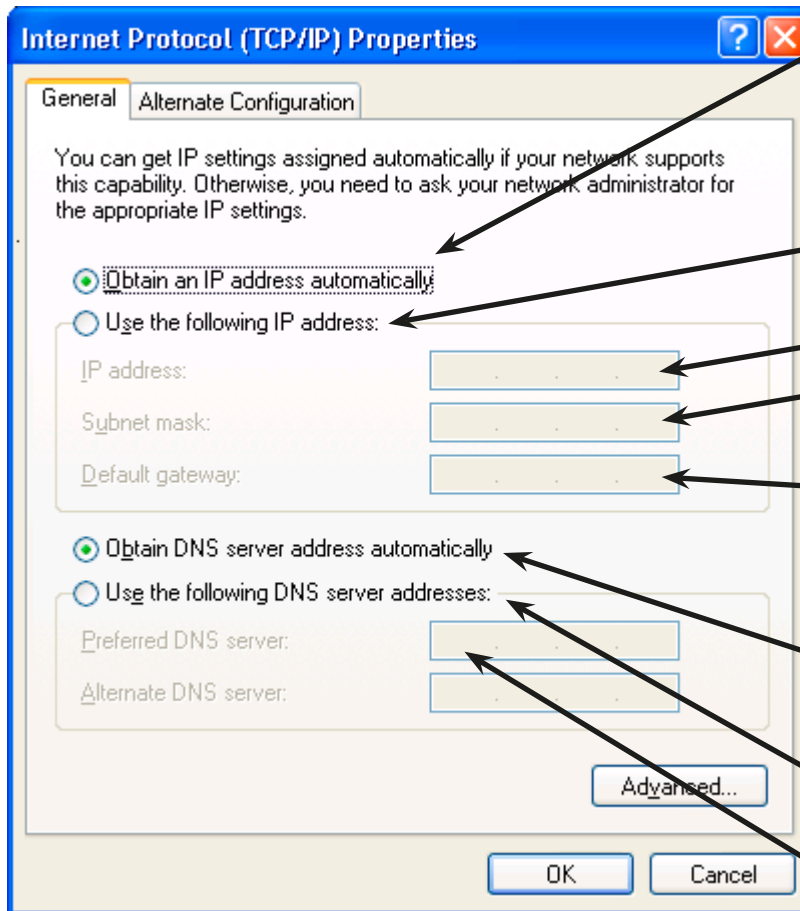 Internet Protocol (TCP/IP) Properties
General
Alternate Configuration
You can get IP settings assigned automatically if your network supports
this capability. Otherwise, you need to ask your network administrator for
the appropriate IP settings.
Obtain an IP address automatically
Use the following IP address:
IP address:
Subnet mask:
Default gateway:
Obtain DNS server address automatically
Use the following DNS server addresses:
Preferred DNS server:
Alternate DNS server:
Advanced...
OK
Cancel